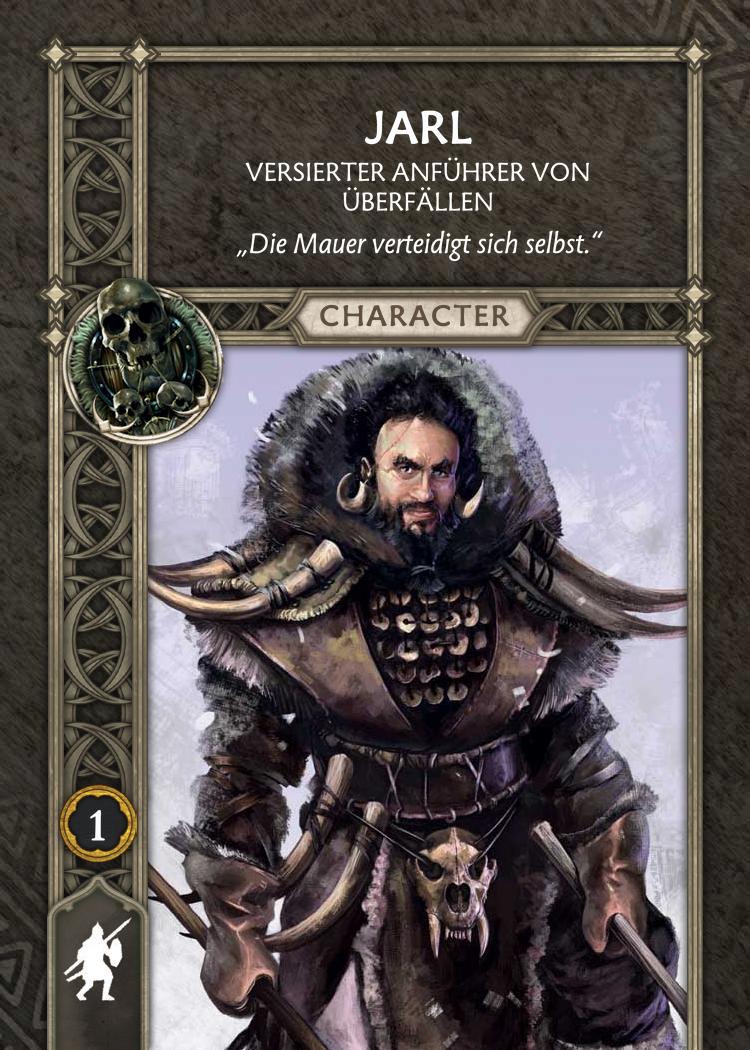 JARL
VERSIERTER ANFÜHRER VON
ÜBERFÄLLEN
„Die Mauer verteidigt sich selbst.“
CHARACTER
1